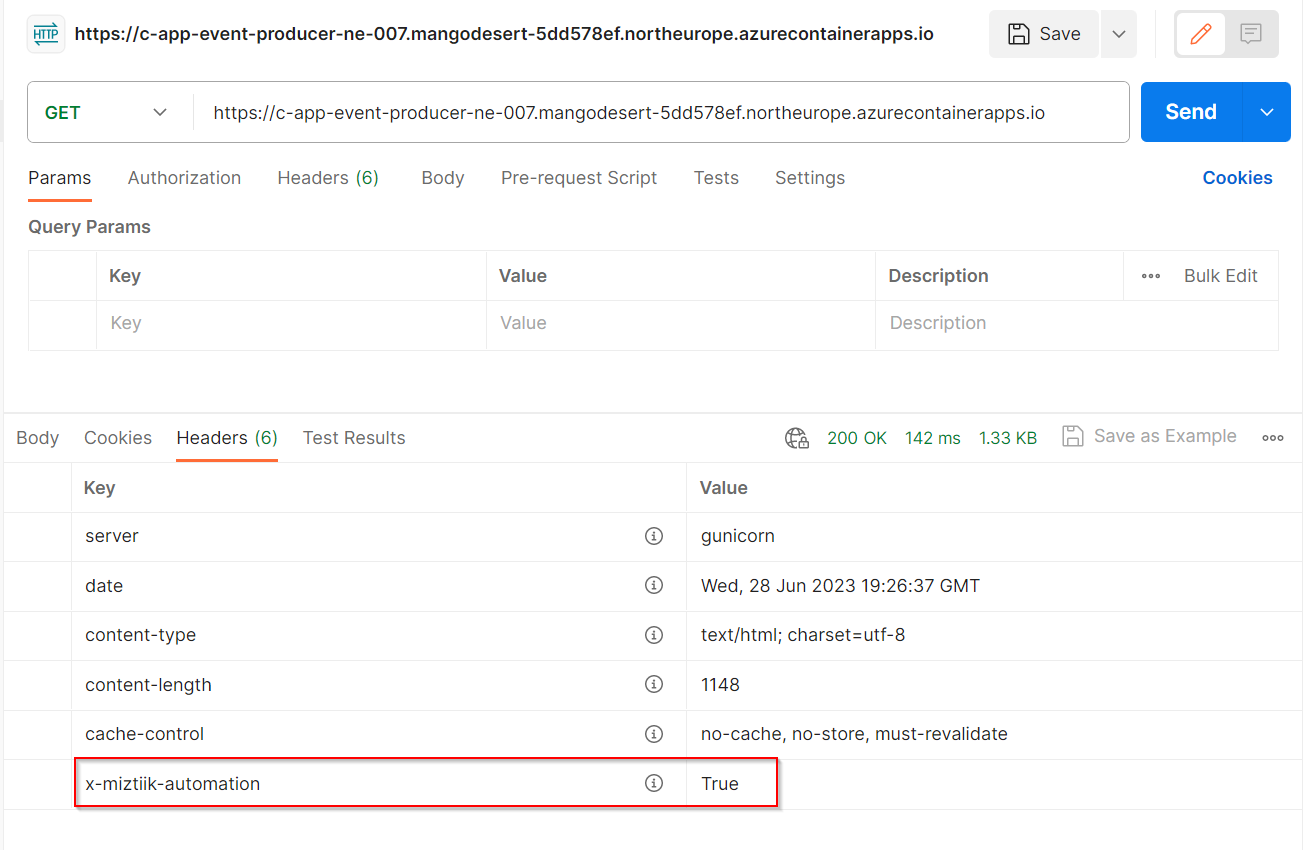 HTTP https://c-app-event-producer-ne-007.mangodesert-5dd578ef.northeurope.azurecontainerapps.io Save
GET https://c-app-event-producer-ne-007.mangodesert-5dd578ef.northeurope.azurecontainerapps.io Send
Params Authorization Headers (6) Body Pre-request Script Tests Settings Cookies
Query Params
Key Value Description Bulk Edit
Key Value Description
Body Cookies Headers (6) Test Results 200 OK 142 ms 1.33 KB Save as Example
Key Value
server gunicorn
date Wed, 28 Jun 2023 19:26:37 GMT
content-type text/html; charset=utf-8
content-length 1148
cache-control no-cache, no-store, must-revalidate
x-miztiik-automation True